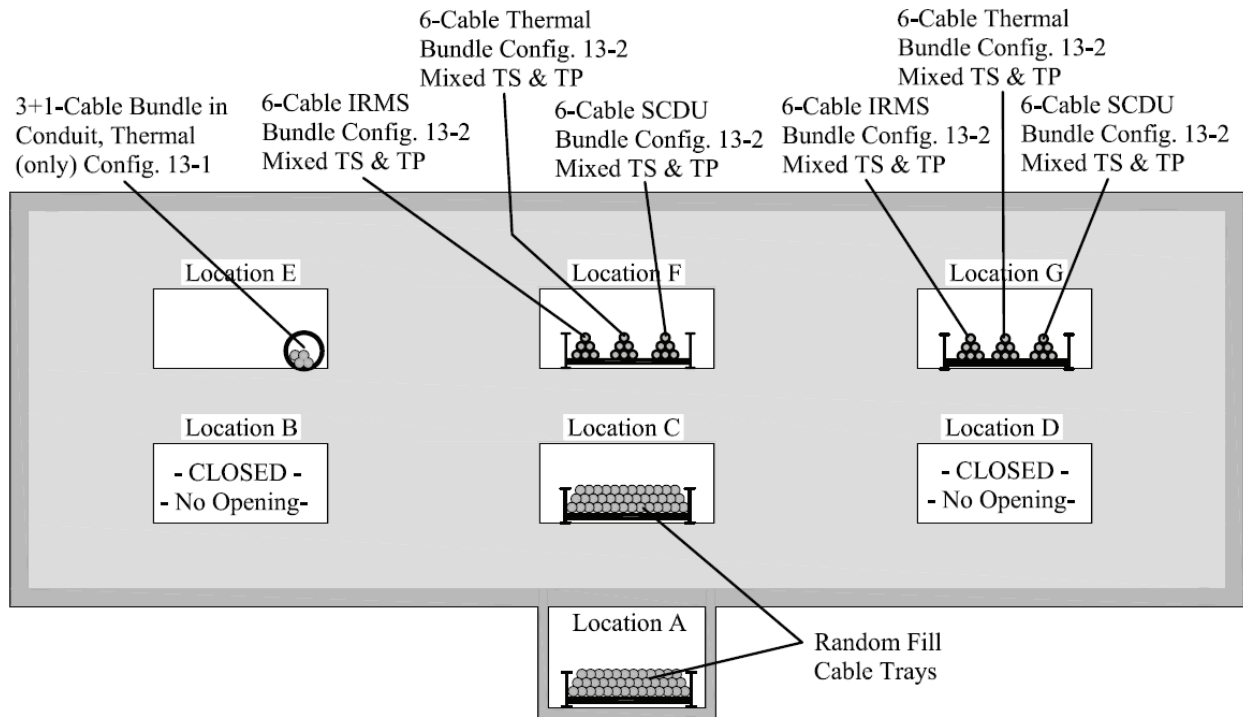 6-Cable Thermal
Bundle Config. 13-2
Mixed TS & TP
6-Cable Thermal
Bundle Config. 13-2
Mixed TS & TP
3+1-Cable Bundle in
Conduit, Thermal
(only) Config. 13-1
6-Cable IRMS
Bundle Config. 13-2
Mixed TS & TP
6-Cable SCDU
Bundle Config. 13-2
Mixed TS & TP
6-Cable IRMS
Bundle Config. 13-2
Mixed TS & TP
6-Cable SCDU
Bundle Config. 13-2
Mixed TS & TP
Location E
Location F
Location G
Location B
- CLOSED -
- No Opening-
Location C
Location D
- CLOSED -
- No Opening-
Location A
Random Fill
Cable Trays